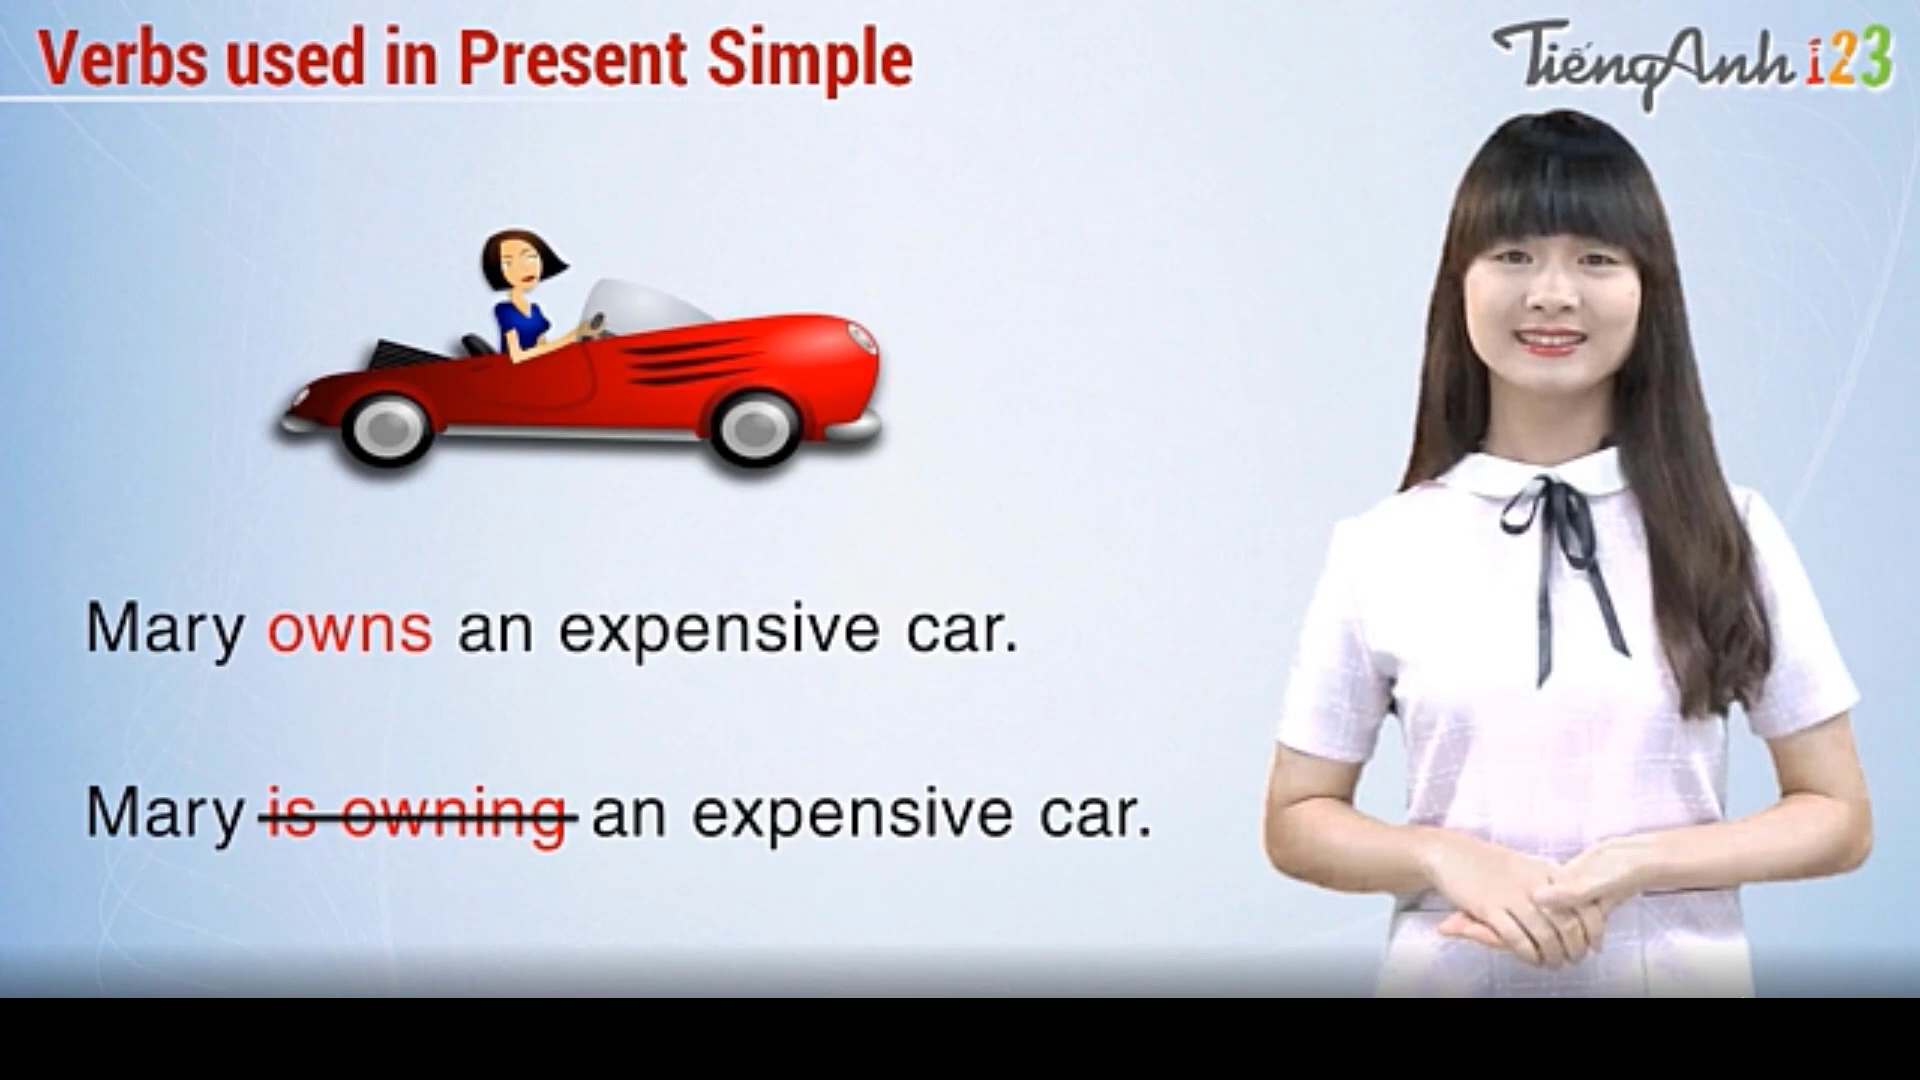 Verbs used in Present Simple
TiếngAnh123
Mary owns an expensive car.
Mary is owning an expensive car.